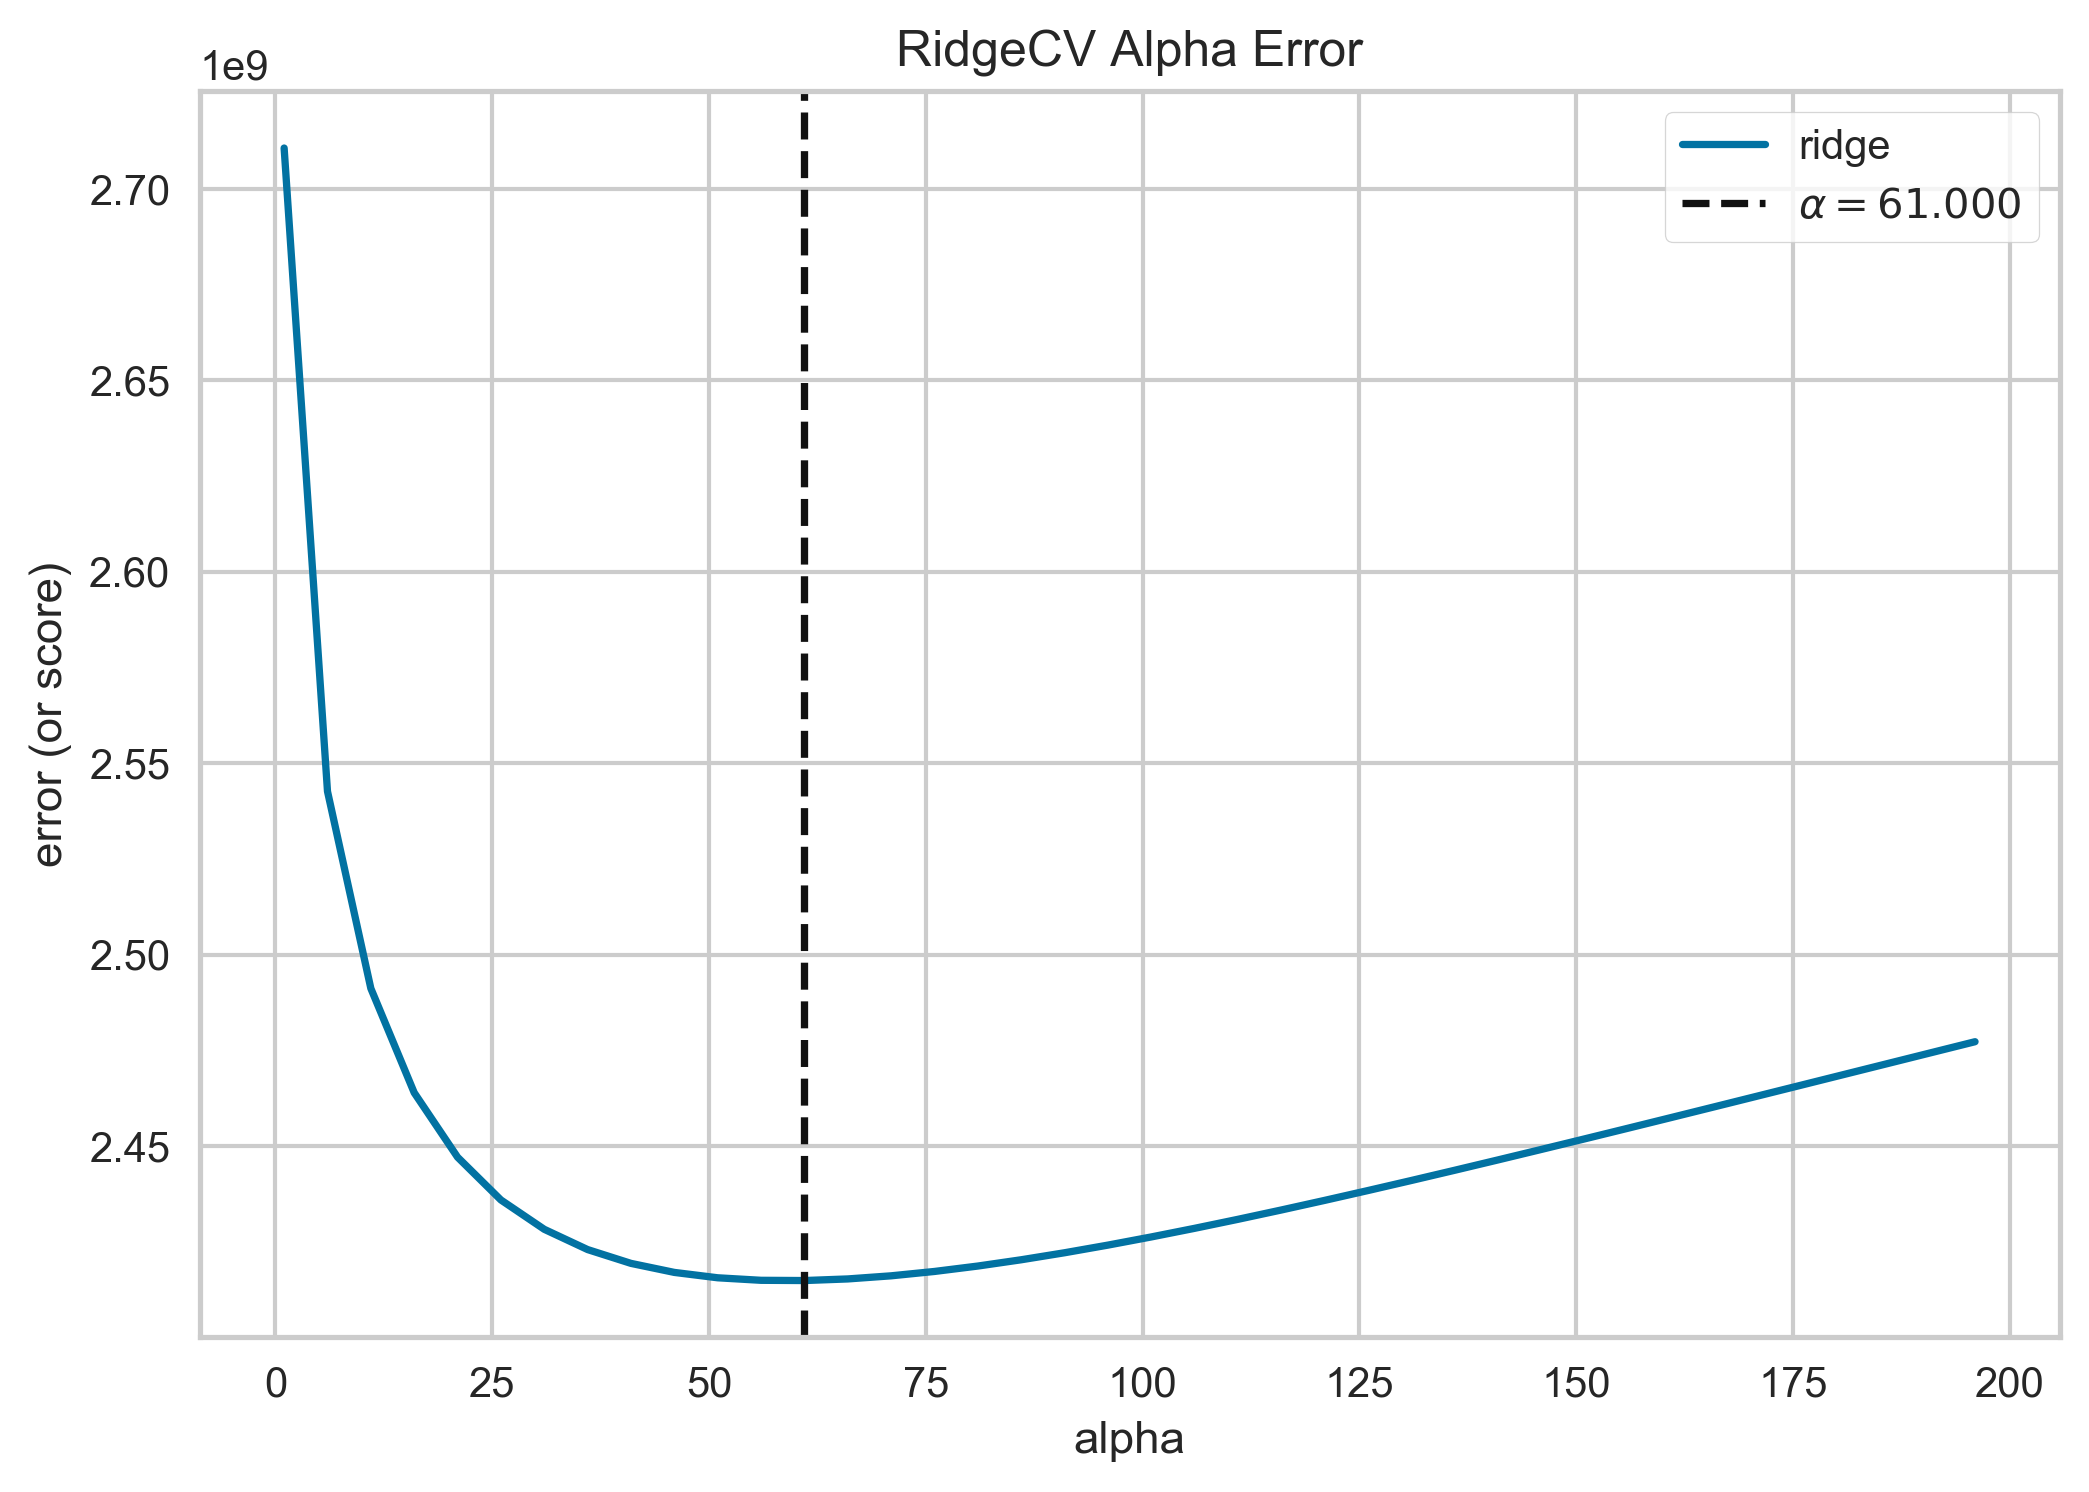 RidgeCV Alpha Error
1e9
ridge
α = 61.000
2.70
2.65
2.60
2.55
2.50
2.45
error (or score)
0 25 50 75 100 125 150 175 200
alpha